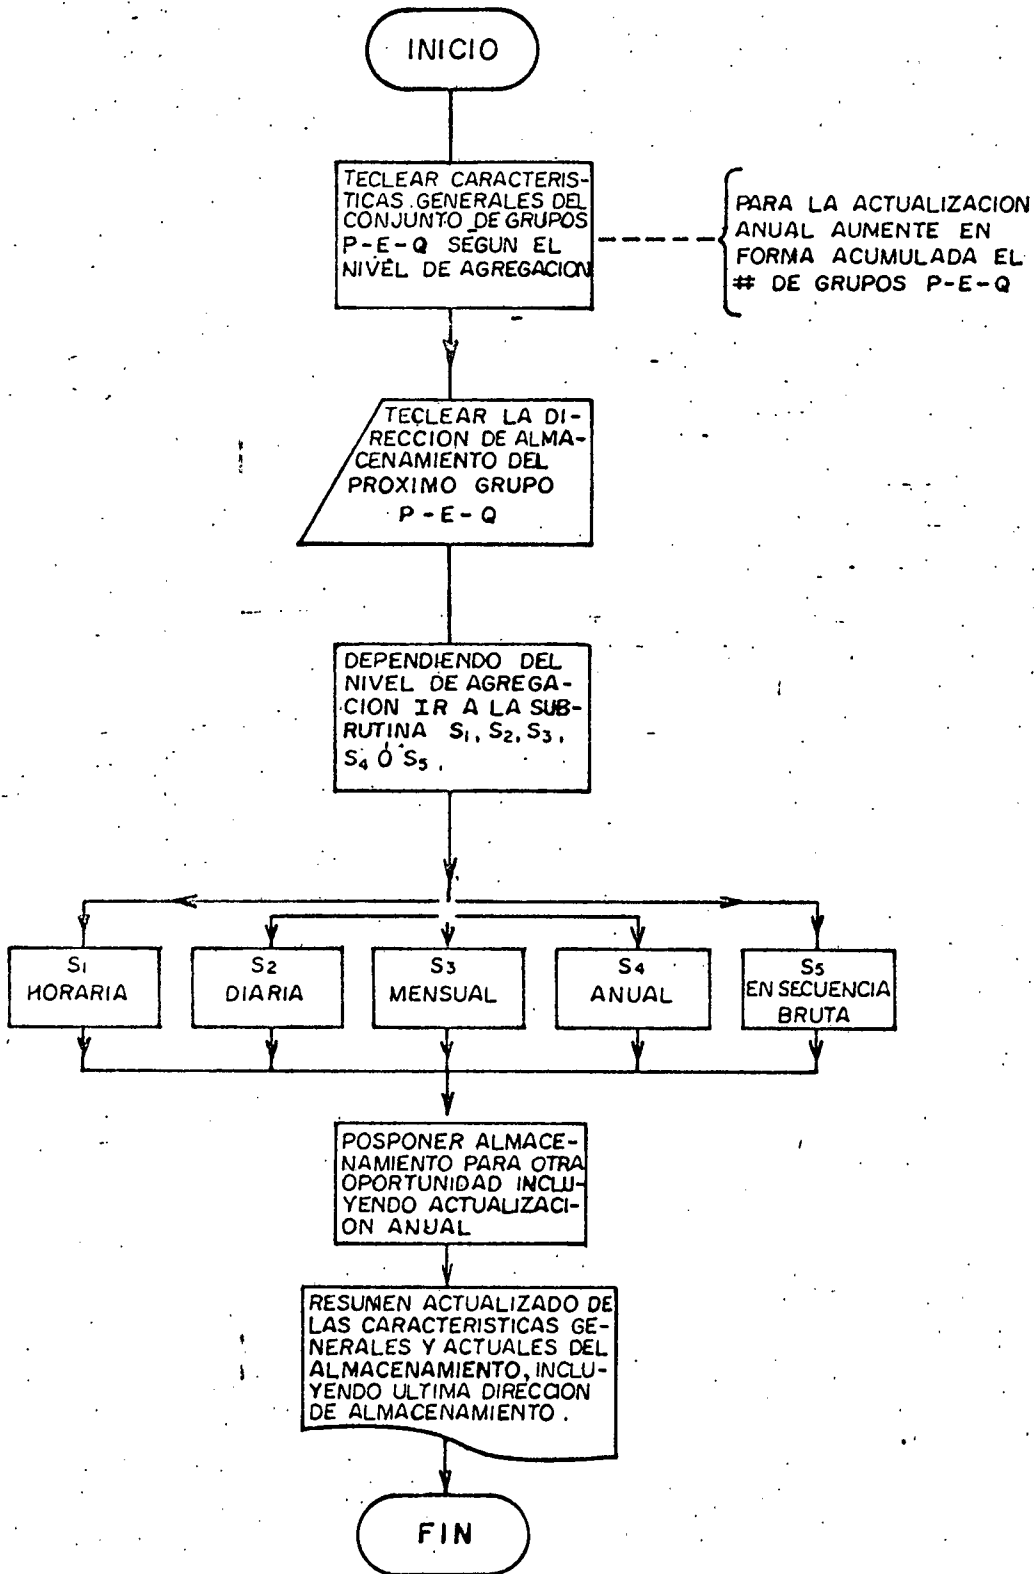 INICIO
TECLEAR CARACTERIS-
TICAS GENERALES DEL
CONJUNTO DE GRUPOS
P-E-Q SEGUN EL
NIVEL DE AGREGACION
PARA LA ACTUALIZACION
ANUAL AUMENTE EN
FORMA ACUMULADA EL
# DE GRUPOS P-E-Q
TECLEAR LA DI-
RECCION DE ALMA-
CENAMIENTO DEL
PROXIMO GRUPO
P-E-Q
DEPENDIENDO DEL
NIVEL DE AGREGA-
CION IR A LA SUB-
RUTINA S1, S2, S3,
S4 Ó S5.
S1
HORARIA
S2
DIARIA
S3
MENSUAL
S4
ANUAL
S5
EN SECUENCIA
BRUTA
POSPONER ALMACE-
NAMIENTO PARA OTRA
OPORTUNIDAD INCLU-
YENDO ACTUALIZACI-
ON ANUAL
RESUMEN ACTUALIZADO DE
LAS CARACTERISTICAS GE-
NERALES Y ACTUALES DEL
ALMACENAMIENTO, INCLU-
YENDO ULTIMA DIRECCION
DE ALMACENAMIENTO.
FIN